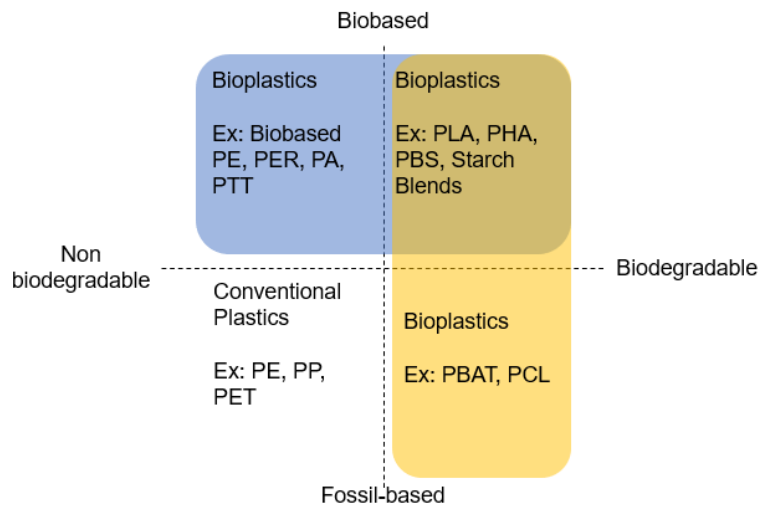 Biobased
Bioplastics
Ex: Biobased
PE, PER, PA,
PTT
Bioplastics
Ex: PLA, PHA,
PBS, Starch
Blends
Non
biodegradable
Biodegradable
Conventional
Plastics
Ex: PE, PP,
PET
Bioplastics
Ex: PBAT, PCL
Fossil-based